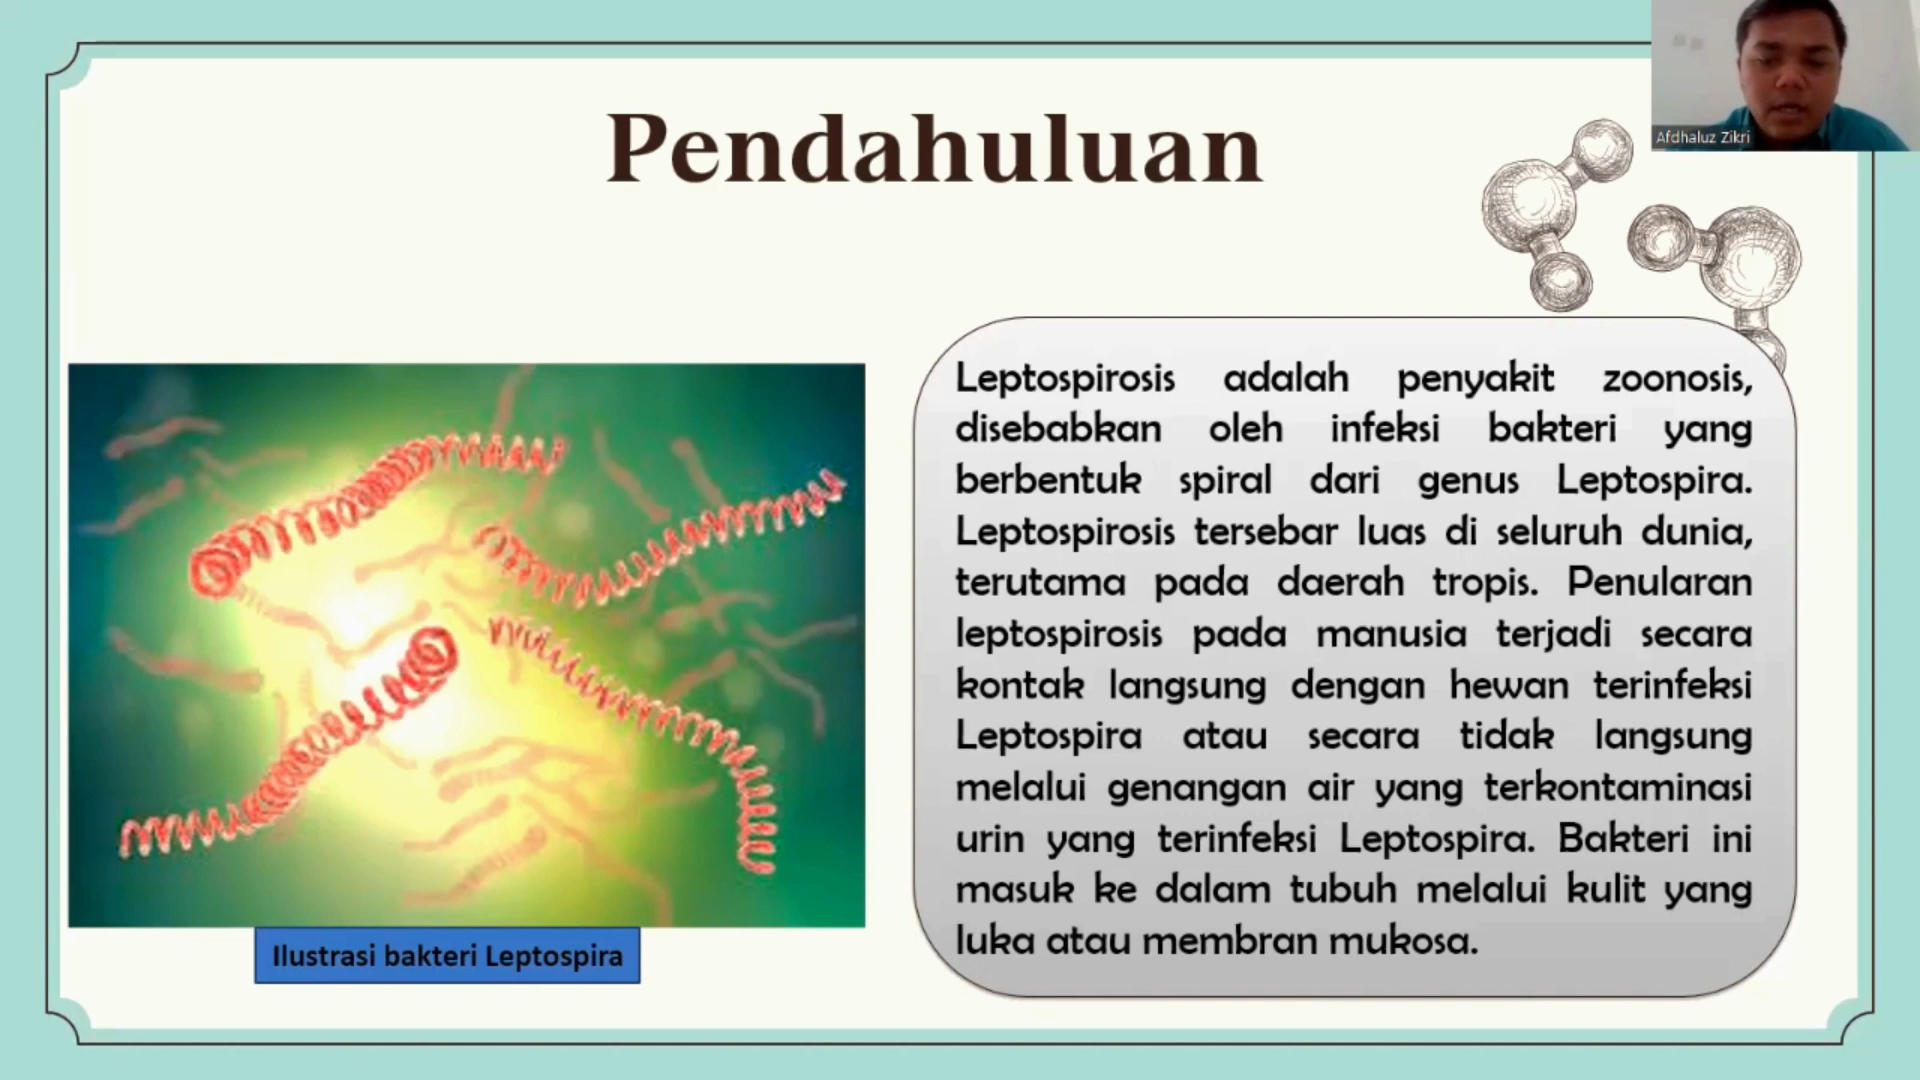 Pendahuluan
Afdhaluz Zikri
Leptospirosis adalah penyakit zoonosis,
disebabkan oleh infeksi bakteri yang
berbentuk spiral dari genus Leptospira.
Leptospirosis tersebar luas di seluruh dunia,
terutama pada daerah tropis. Penularan
leptospirosis pada manusia terjadi secara
kontak langsung dengan hewan terinfeksi
Leptospira atau secara tidak langsung
melalui genangan air yang terkontaminasi
urin yang terinfeksi Leptospira. Bakteri ini
masuk ke dalam tubuh melalui kulit yang
luka atau membran mukosa.
Ilustrasi bakteri Leptospira